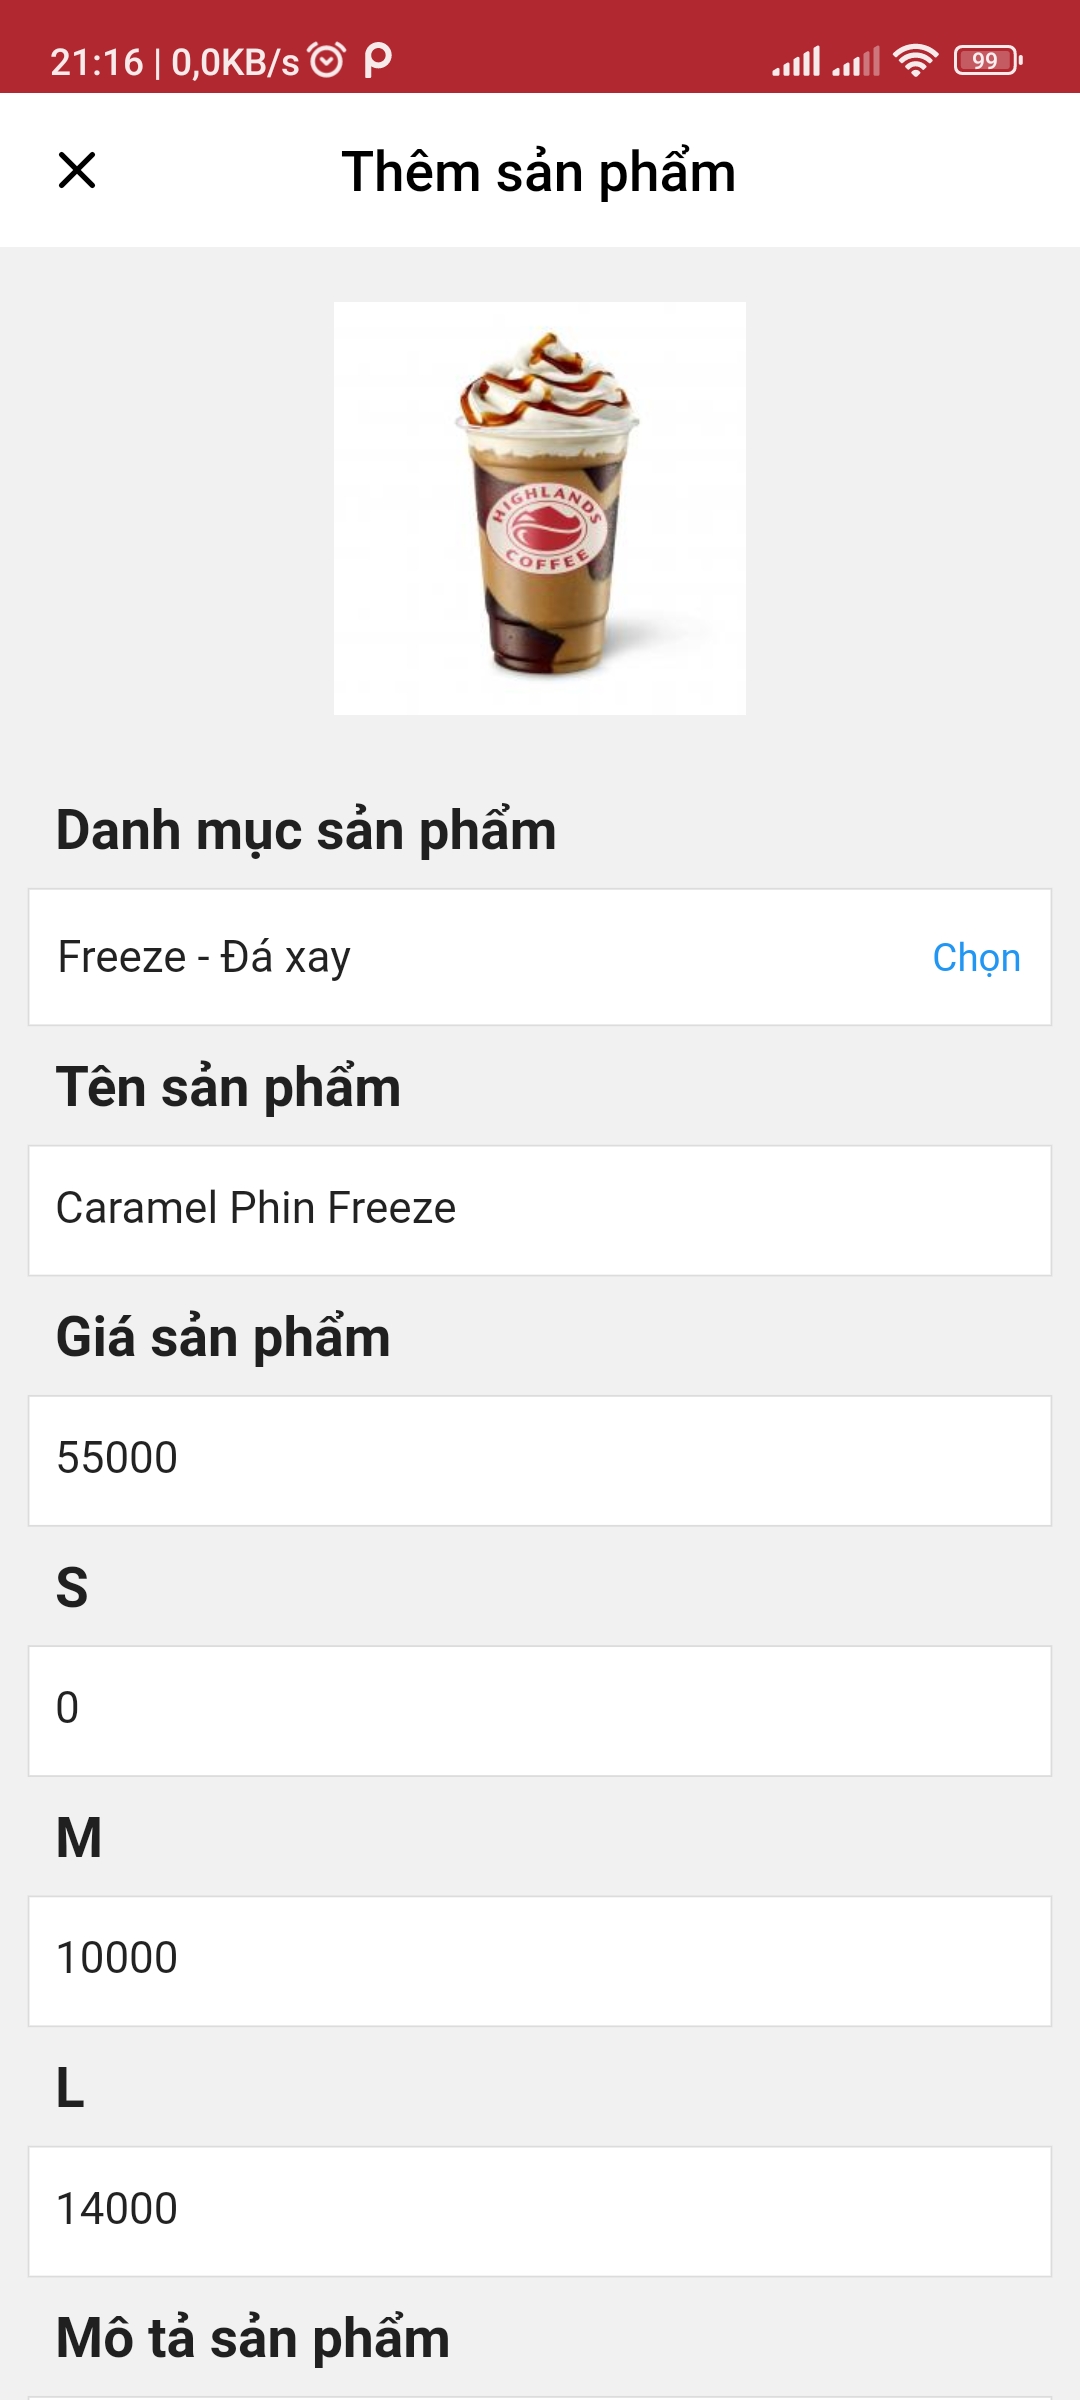 21:16 | 0,0KB/s
99
Thêm sản phẩm
HIGHLANDS
COFFEE
Danh mục sản phẩm
Freeze - Đá xay
Chọn
Tên sản phẩm
Caramel Phin Freeze
Giá sản phẩm
55000
S
0
M
10000
L
14000
Mô tả sản phẩm